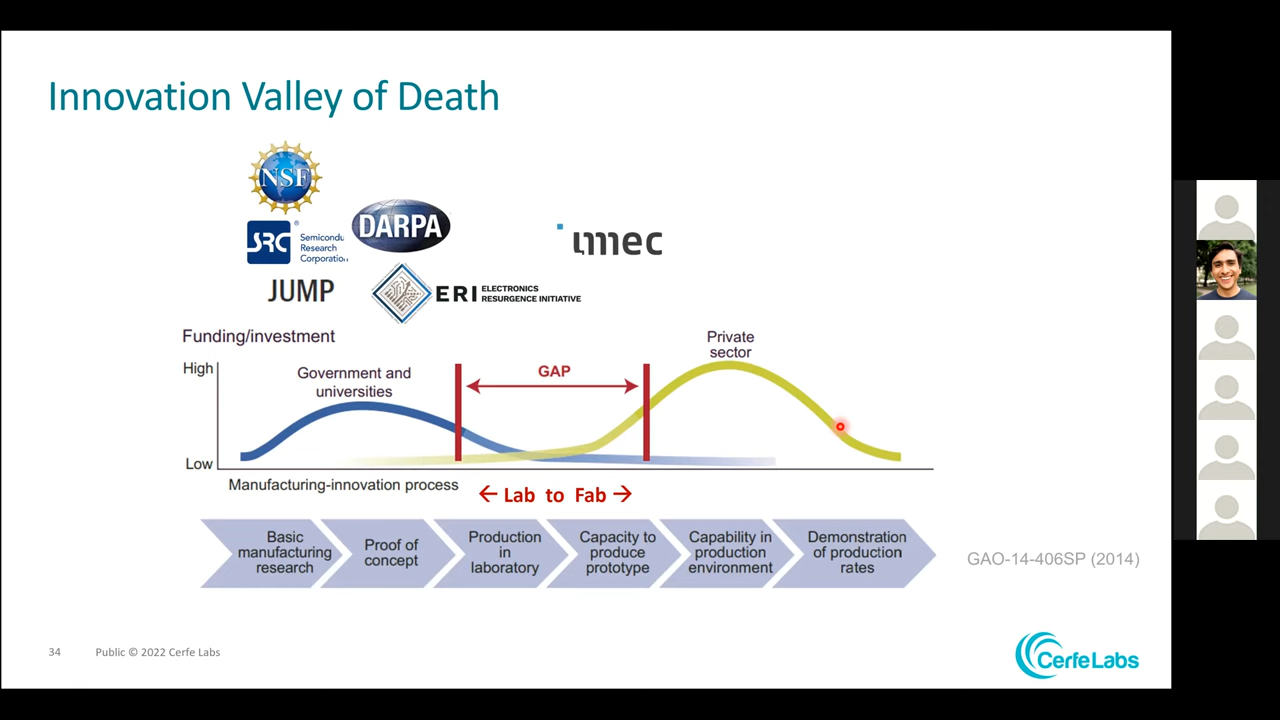 Innovation Valley of Death
NSF
SRC
®
Semicondu
Research
Corporation
DARPA
imec
JUMP
ERI
ELECTRONICS
RESURGENCE INITIATIVE
Funding/investment
High
Low
Government and
universities
GAP
Private
sector
Manufacturing-innovation process
← Lab to Fab →
Basic
manufacturing
research
Proof of
concept
Production
in
laboratory
Capacity to
produce
prototype
Capability in
production
environment
Demonstration
of production
rates
GAO-14-406SP (2014)
34
Public © 2022 Cerfe Labs
Cerfe Labs